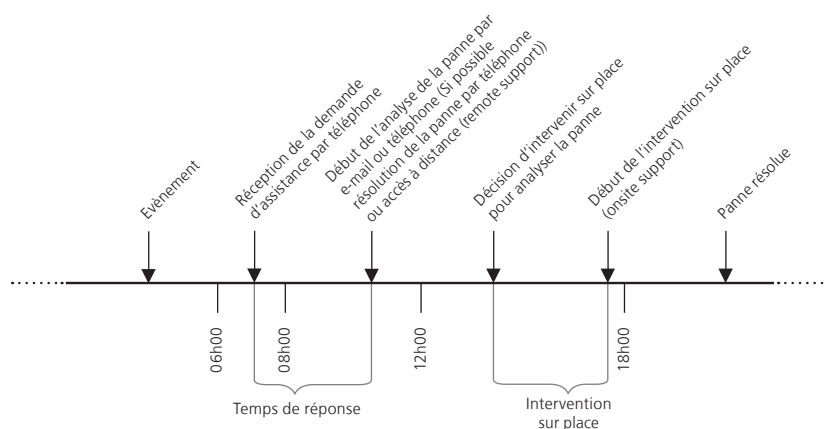 Evènement
Réception de la demande
d'assistance par téléphone
Début de l'analyse de la panne par
e-mail ou téléphone (Si possible
résolution de la panne par téléphone
ou accès à distance (remote support))
Décision d'intervenir sur place
pour analyser la panne
Début de l'intervention sur place
(onsite support)
Panne résolue
06h00
08h00
12h00
18h00
Temps de réponse
Intervention
sur place